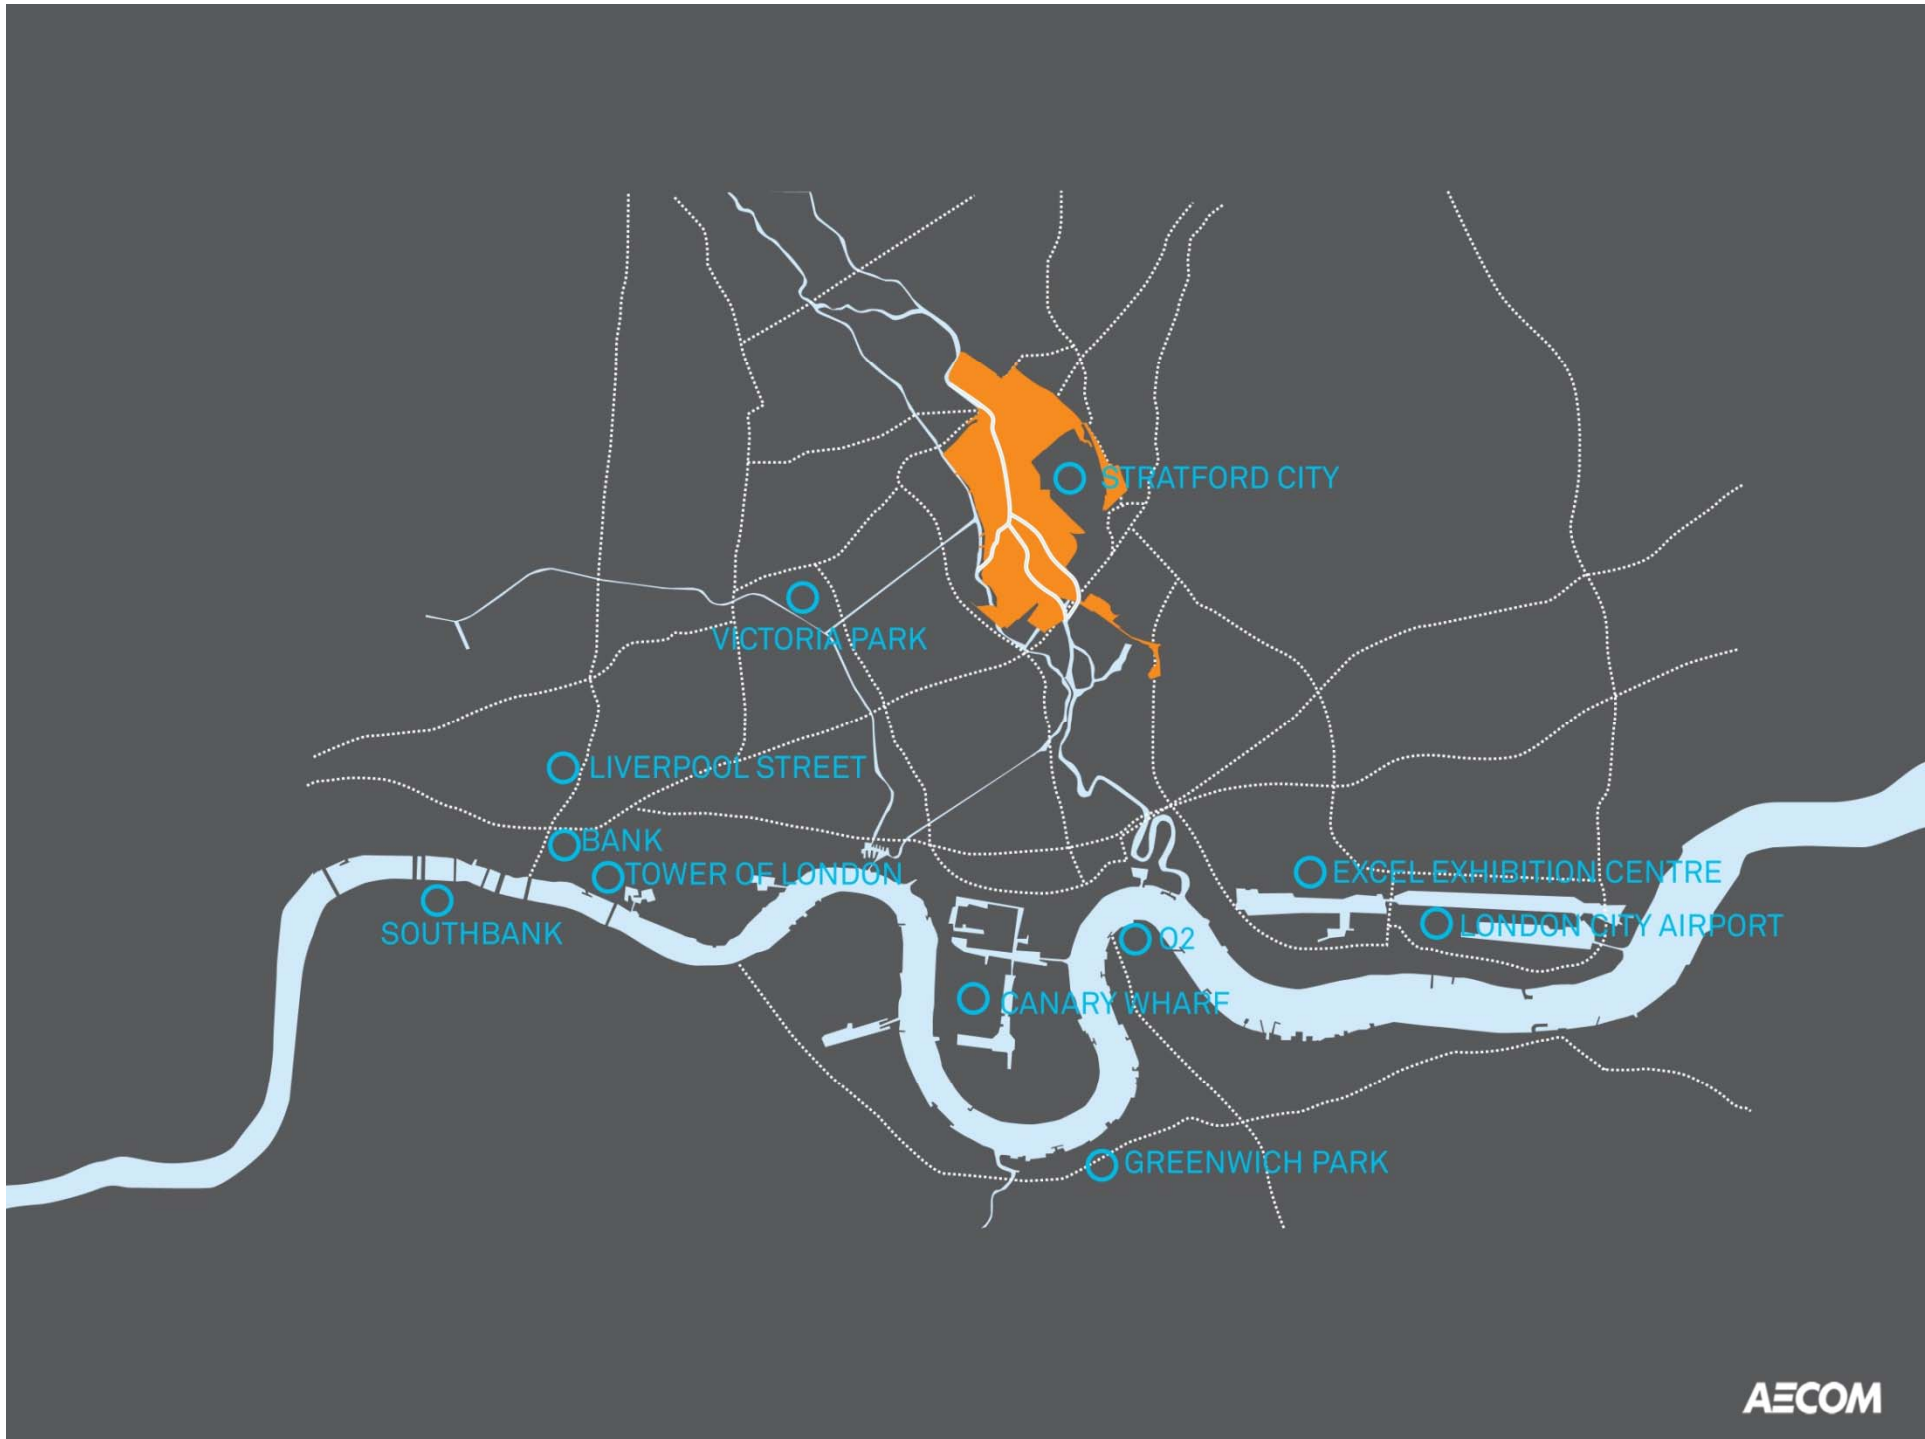 STRATFORD CITY
VICTORIA PARK
LIVERPOOL STREET
BANK
TOWER OF LONDON
EXCEL EXHIBITION CENTRE
SOUTHBANK
LONDON CITY AIRPORT
O2
CANARY WHARF
GREENWICH PARK
AECOM